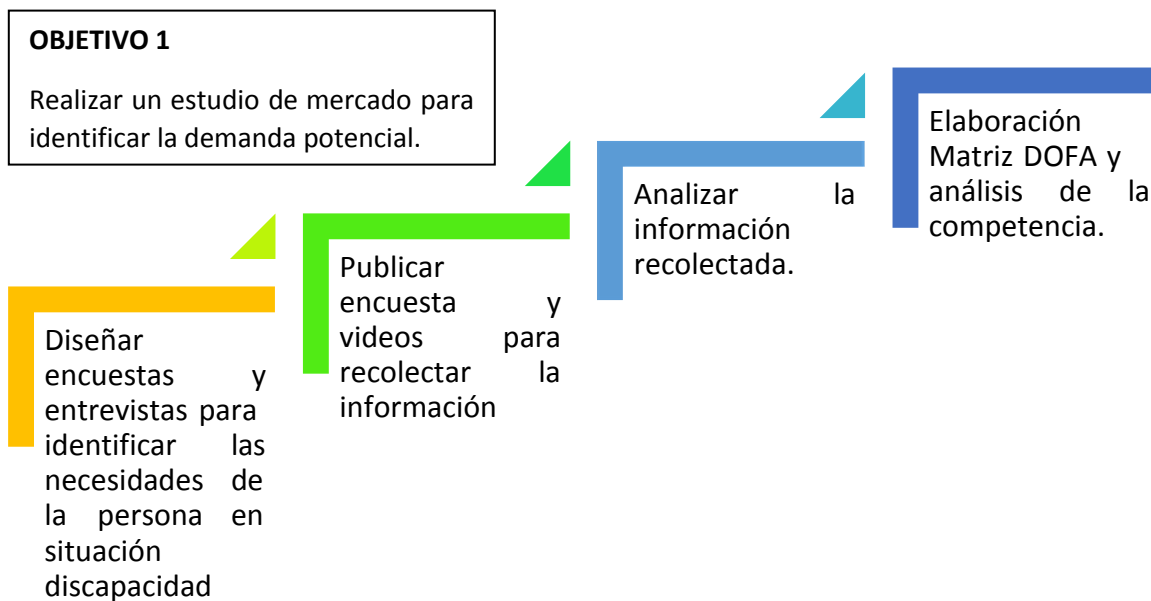 OBJETIVO 1
Realizar un estudio de mercado para
identificar la demanda potencial.
Diseñar
encuestas y
entrevistas para
identificar las
necesidades de
la persona en
situación
discapacidad
Publicar
encuesta y
videos para
recolectar la
información
Analizar la
información
recolectada.
Elaboración
Matriz DOFA y
análisis de la
competencia.